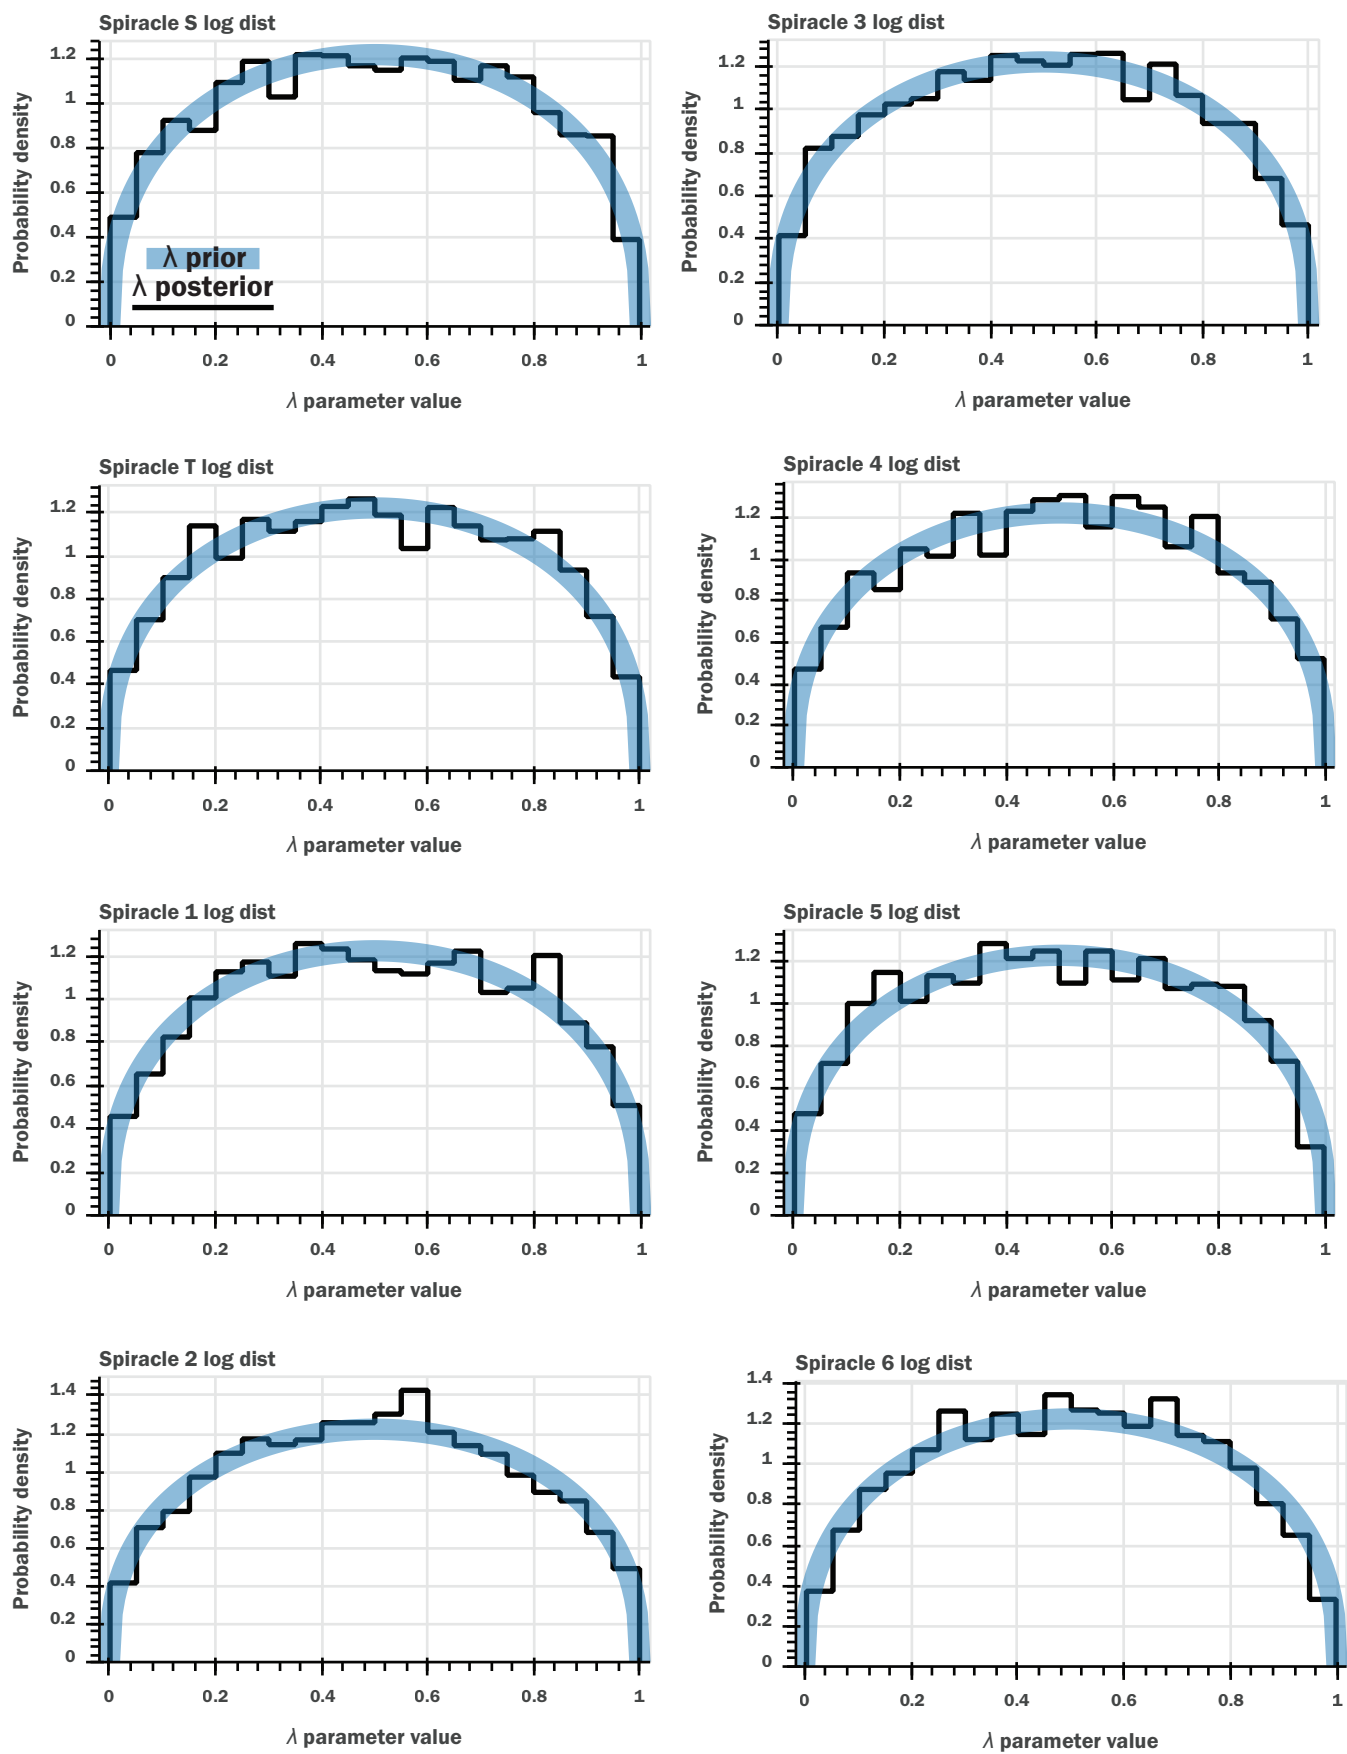 Spiracle S log dist
Probability density
1.2
1
0.8
0.6
0.4
0.2
0
λ prior
λ posterior
0 0.2 0.4 0.6 0.8 1
λ parameter value
Spiracle 3 log dist
Probability density
1.2
1
0.8
0.6
0.4
0.2
0
0 0.2 0.4 0.6 0.8 1
λ parameter value
Spiracle T log dist
Probability density
1.2
1
0.8
0.6
0.4
0.2
0
0 0.2 0.4 0.6 0.8 1
λ parameter value
Spiracle 4 log dist
Probability density
1.2
1
0.8
0.6
0.4
0.2
0
0 0.2 0.4 0.6 0.8 1
λ parameter value
Spiracle 1 log dist
Probability density
1.2
1
0.8
0.6
0.4
0.2
0
0 0.2 0.4 0.6 0.8 1
λ parameter value
Spiracle 5 log dist
Probability density
1.2
1
0.8
0.6
0.4
0.2
0
0 0.2 0.4 0.6 0.8 1
λ parameter value
Spiracle 2 log dist
Probability density
1.4
1.2
1
0.8
0.6
0.4
0.2
0
0 0.2 0.4 0.6 0.8 1
λ parameter value
Spiracle 6 log dist
Probability density
1.4
1.2
1
0.8
0.6
0.4
0.2
0
0 0.2 0.4 0.6 0.8 1
λ parameter value